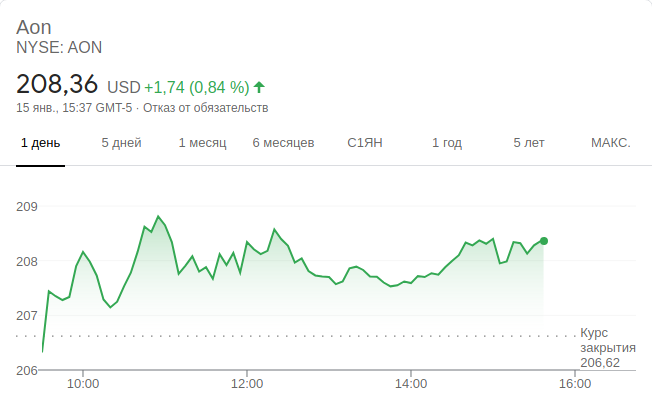 Aon
NYSE: AON
208,36 USD +1,74 (0,84 %)
15 янв., 15:37 GMT-5 · Отказ от обязательств
1 день 5 дней 1 месяц 6 месяцев С1ЯН 1 год 5 лет МАКС.
209
208
207
Курс
закрытия
206,62
206
10:00 12:00 14:00 16:00